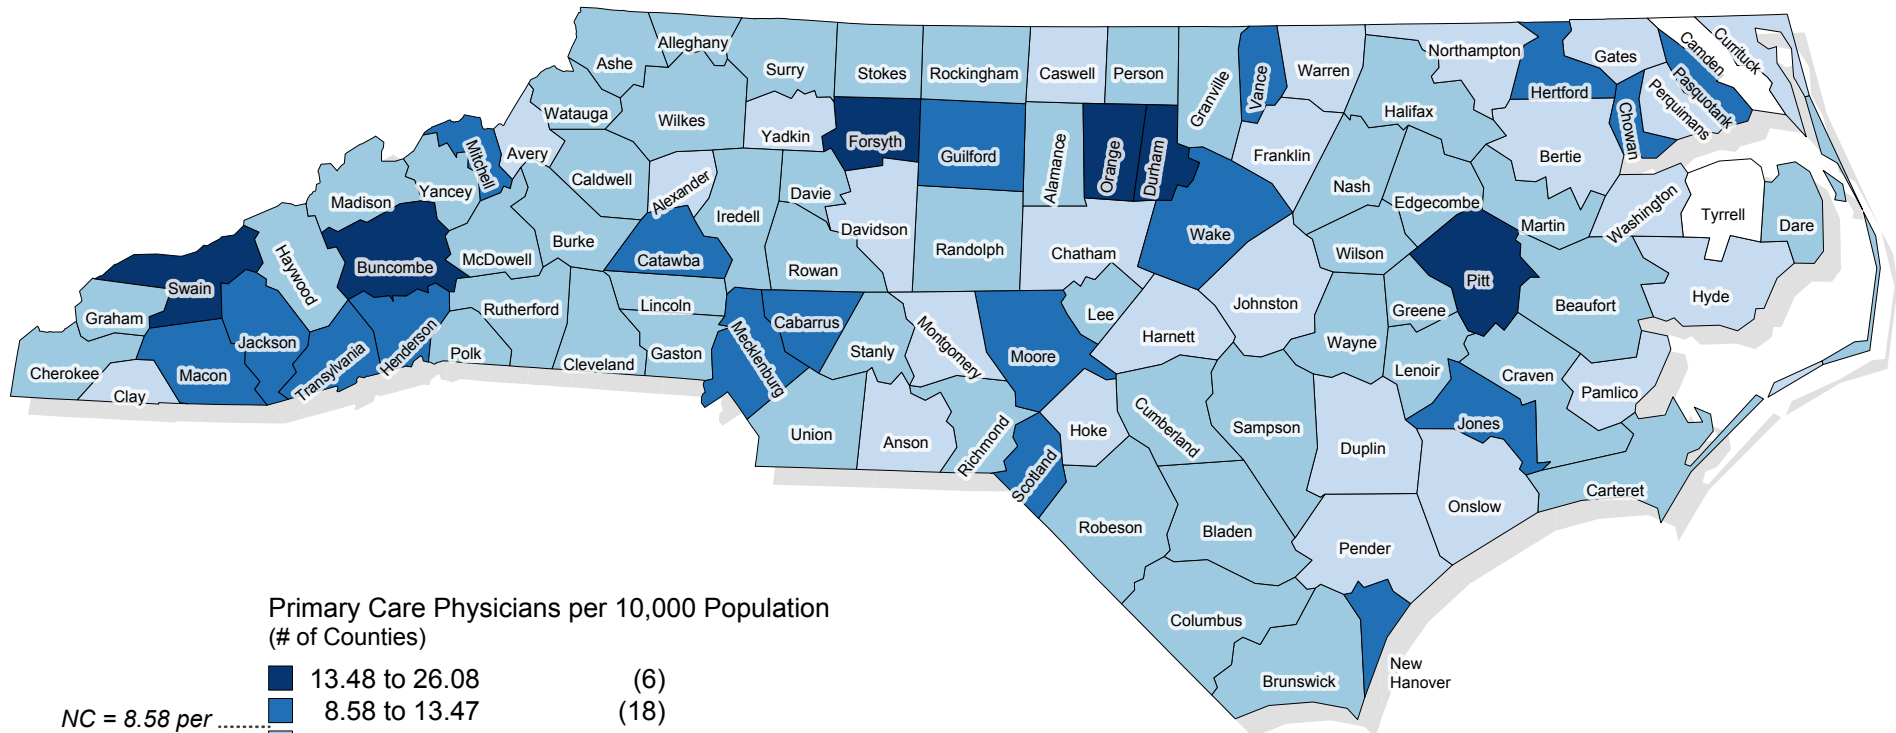 Ashe
Alleghany
Surry
Stokes
Rockingham
Caswell
Person
Granville
Vance
Warren
Northampton
Gates
Camden
Currituck
Pasquotank
Perquimans
Chowan
Hertford
Halifax
Bertie
Watauga
Wilkes
Yadkin
Forsyth
Guilford
Alamance
Orange
Durham
Franklin
Nash
Edgecombe
Martin
Washington
Tyrrell
Dare
Mitchell
Avery
Caldwell
Alexander
Iredell
Davie
Davidson
Randolph
Chatham
Wake
Wilson
Madison
Yancey
Haywood
Buncombe
McDowell
Burke
Catawba
Rowan
Johnston
Greene
Pitt
Beaufort
Hyde
Swain
Graham
Jackson
Henderson
Transylvania
Rutherford
Polk
Cleveland
Lincoln
Gaston
Mecklenburg
Cabarrus
Stanly
Montgomery
Moore
Lee
Harnett
Wayne
Lenoir
Craven
Pamlico
Cherokee
Clay
Macon
Union
Anson
Richmond
Scotland
Hoke
Cumberland
Sampson
Duplin
Jones
Onslow
Carteret
Robeson
Bladen
Pender
Columbus
Brunswick
New
Hanover
Primary Care Physicians per 10,000 Population
(# of Counties)
13.48 to 26.08 (6)
8.58 to 13.47 (18)
NC = 8.58 per ........